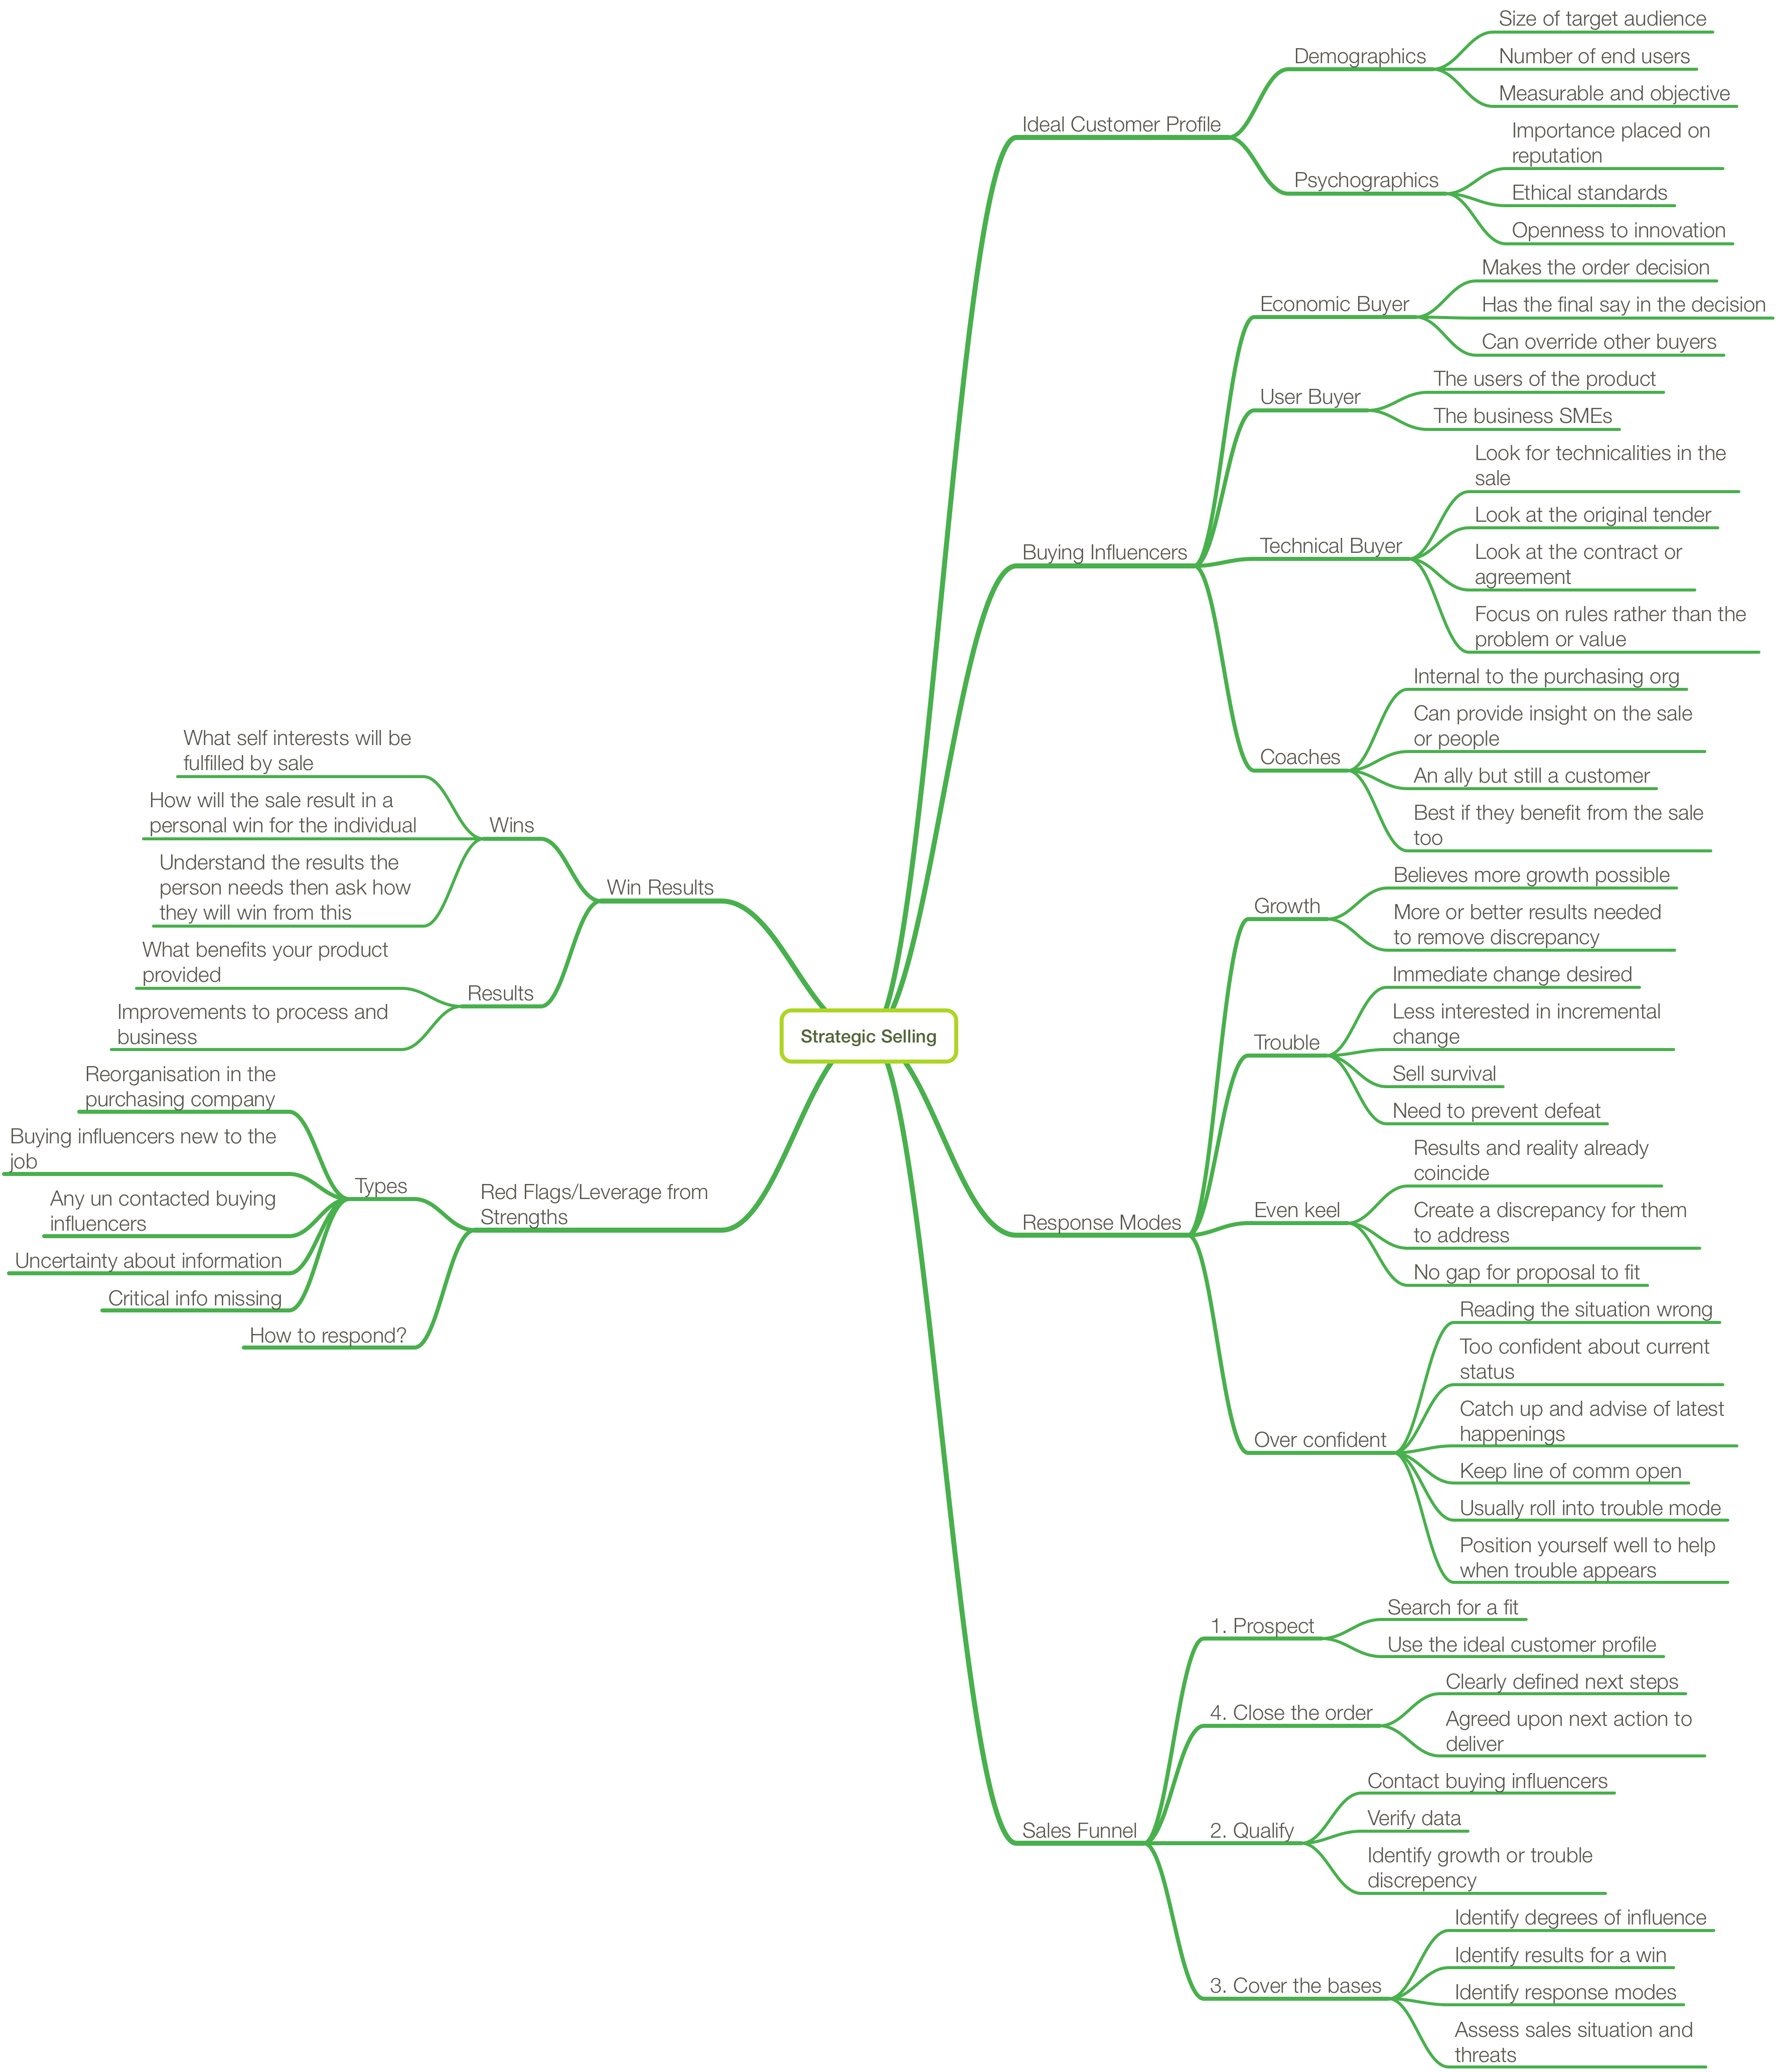 Strategic Selling
Ideal Customer Profile
Demographics
Size of target audience
Number of end users
Measurable and objective
Psychographics
Importance placed on
reputation
Ethical standards
Openness to innovation
Buying Influencers
Economic Buyer
Makes the order decision
Has the final say in the decision
Can override other buyers
User Buyer
The users of the product
The business SMEs
Technical Buyer
Look for technicalities in the
sale
Look at the original tender
Look at the contract or
agreement
Focus on rules rather than the
problem or value
Coaches
Internal to the purchasing org
Can provide insight on the sale
or people
An ally but still a customer
Best if they benefit from the sale
too
Response Modes
Growth
Believes more growth possible
More or better results needed
to remove discrepancy
Trouble
Immediate change desired
Less interested in incremental
change
Sell survival
Need to prevent defeat
Even keel
Results and reality already
coincide
Create a discrepancy for them
to address
No gap for proposal to fit
Over confident
Reading the situation wrong
Too confident about current
status
Catch up and advise of latest
happenings
Keep line of comm open
Usually roll into trouble mode
Position yourself well to help
when trouble appears
Sales Funnel
1. Prospect
Search for a fit
Use the ideal customer profile
4. Close the order
Clearly defined next steps
Agreed upon next action to
deliver
2. Qualify
Contact buying influencers
Verify data
Identify growth or trouble
discrepency
3. Cover the bases
Identify degrees of influence
Identify results for a win
Identify response modes
Assess sales situation and
threats
Win Results
Wins
What self interests will be
fulfilled by sale
How will the sale result in a
personal win for the individual
Understand the results the
person needs then ask how
they will win from this
Results
What benefits your product
provided
Improvements to process and
business
Red Flags/Leverage from
Strengths
Types
Reorganisation in the
purchasing company
Buying influencers new to the
job
Any un contacted buying
influencers
Uncertainty about information
Critical info missing
How to respond?